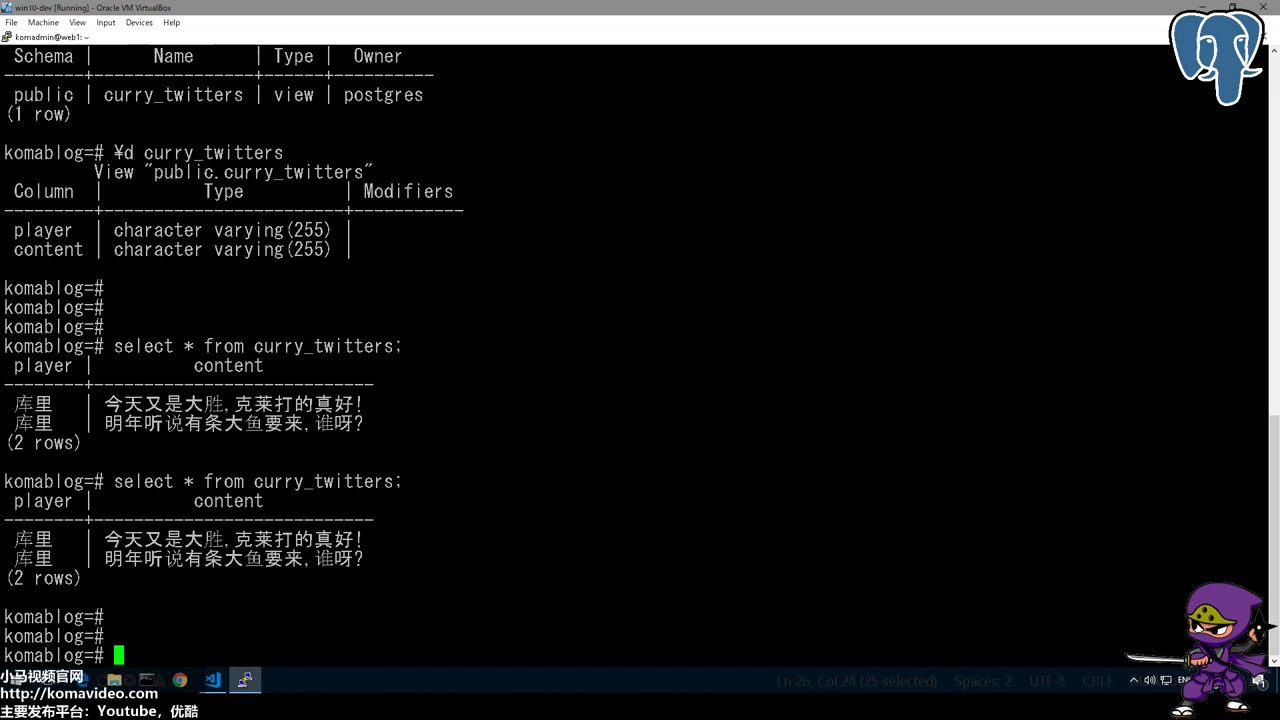 win10-dev [Running] - Oracle VM VirtualBox
File Machine View Input Devices Help
komadmin@web1: ~
Schema | Name | Type | Owner
--------+-----------------+------+----------
public | curry_twitters | view | postgres
(1 row)
komablog=# ¥d curry_twitters
View "public.curry_twitters"
Column | Type | Modifiers
---------+------------------------+-----------
player | character varying(255) |
content | character varying(255) |
komablog=#
komablog=#
komablog=#
komablog=# select * from curry_twitters;
player | content
--------+----------------------------
库里 | 今天又是大胜,克莱打的真好!
库里 | 明年听说有条大鱼要来,谁呀?
(2 rows)
komablog=# select * from curry_twitters;
player | content
--------+----------------------------
库里 | 今天又是大胜,克莱打的真好!
库里 | 明年听说有条大鱼要来,谁呀?
(2 rows)
komablog=#
komablog=#
komablog=#
小马视频官网
http://komavideo.com
主要发布平台：Youtube，优酷
Ln 26, Col 28 (25 selected) Spaces: 2 UTF-8 CRLF
ENG